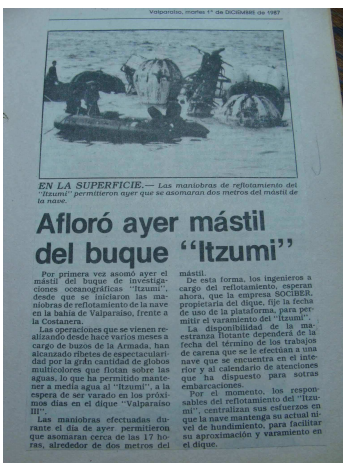 Valparaíso, martes 1° de DICIEMBRE de 1987
EN LA SUPERFICIE.— Las maniobras de reflotamiento del
"Itzumi" permitieron ayer que se asomaran dos metros del mástil de
la nave.
Afloró ayer mástil
del buque "Itzumi"
Por primera vez asomó ayer el
mástil del buque de investiga-
ciones oceanográficas "Itzumi",
desde que se iniciaron las ma-
niobras de reflotamiento de la nave
en la bahía de Valparaíso, frente a
la Costanera.
Las operaciones que se vienen re-
alizando desde hace varios meses a
cargo de buzos de la Armada, han
alcanzado ribetes de espectaculari-
dad por la gran cantidad de globos
multicolores que flotan sobre las
aguas, lo que ha permitido mante-
ner a media agua al "Itzumi", a la
espera de ser varado en los próxi-
mos días en el dique "Valparaíso
III".
Las maniobras efectuadas du-
rante el día de ayer permitieron
que asomaran cerca de las 17 ho-
ras, alrededor de dos metros del
mástil.
De esta forma, los ingenieros a
cargo del reflotamiento, esperan
ahora, que la empresa SOCIBER,
propietaria del dique, fije la fecha
de uso de la plataforma, para per-
mitir el varamiento del "Itzumi".
La disponibilidad de la ma-
estranza flotante dependerá de la
fecha del término de los trabajos
de carena que se le efectúan a una
nave que se encuentra en el inte-
rior y al calendario de atenciones
que ha dispuesto para otras
embarcaciones.
Por el momento, los respon-
sables del reflotamiento del "Itzu-
mi", centralizan sus esfuerzos en
que la nave mantenga su actual ni-
vel de hundimiento, para facilitar
su aproximación y varamiento en
el dique.